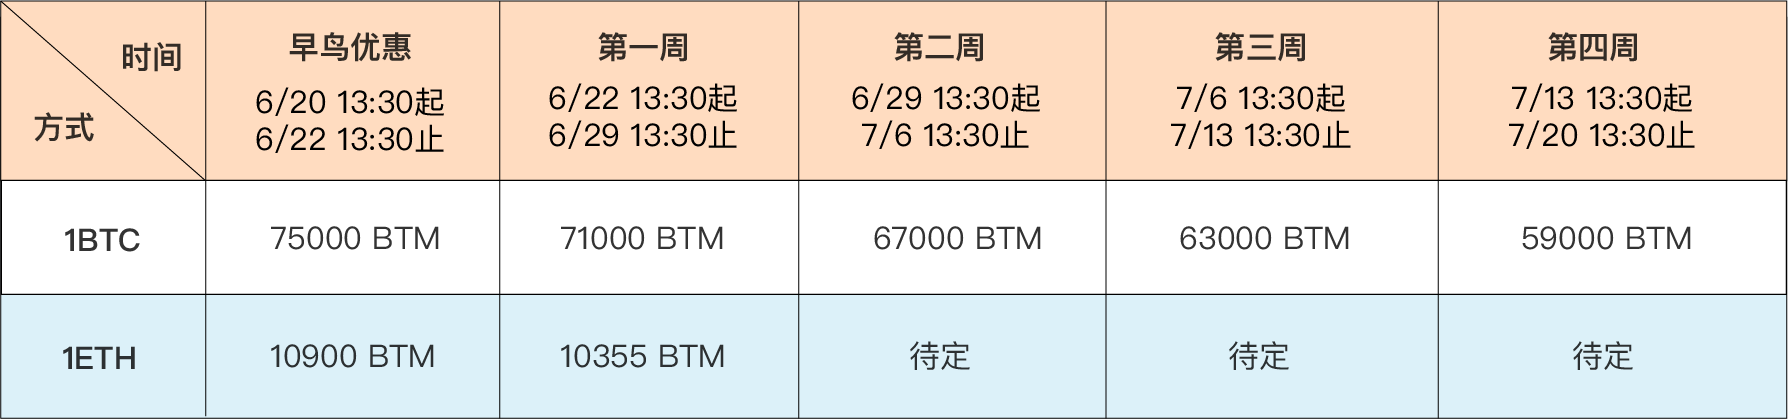 时间
方式
早鸟优惠
6/20 13:30起
6/22 13:30止
第一周
6/22 13:30起
6/29 13:30止
第二周
6/29 13:30起
7/6 13:30止
第三周
7/6 13:30起
7/13 13:30止
第四周
7/13 13:30起
7/20 13:30止
1BTC
75000 BTM
71000 BTM
67000 BTM
63000 BTM
59000 BTM
1ETH
10900 BTM
10355 BTM
待定
待定
待定